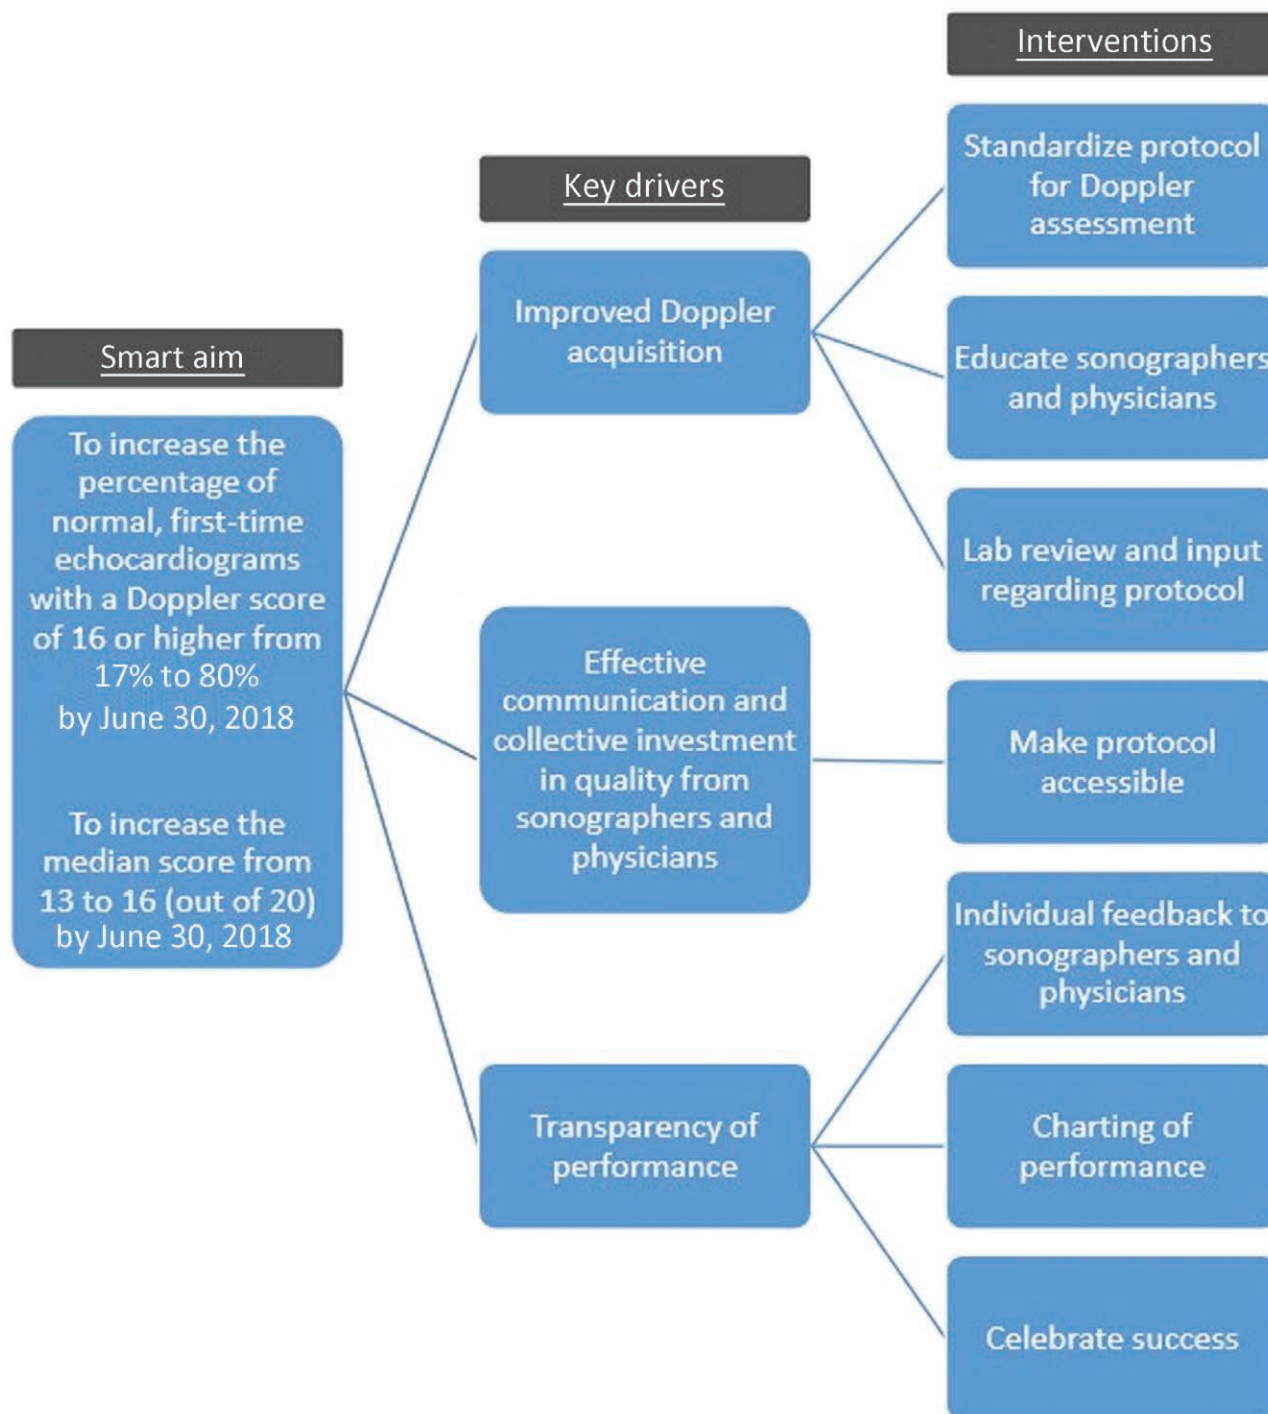 Smart aim
To increase the
percentage of
normal, first-time
echocardiograms
with a Doppler score
of 16 or higher from
17% to 80%
by June 30, 2018
To increase the
median score from
13 to 16 (out of 20)
by June 30, 2018
Key drivers
Improved Doppler
acquisition
Effective
communication and
collective investment
in quality from
sonographers and
physicians
Transparency of
performance
Interventions
Standardize protocol
for Doppler
assessment
Educate sonographers
and physicians
Lab review and input
regarding protocol
Make protocol
accessible
Individual feedback to
sonographers and
physicians
Charting of
performance
Celebrate success